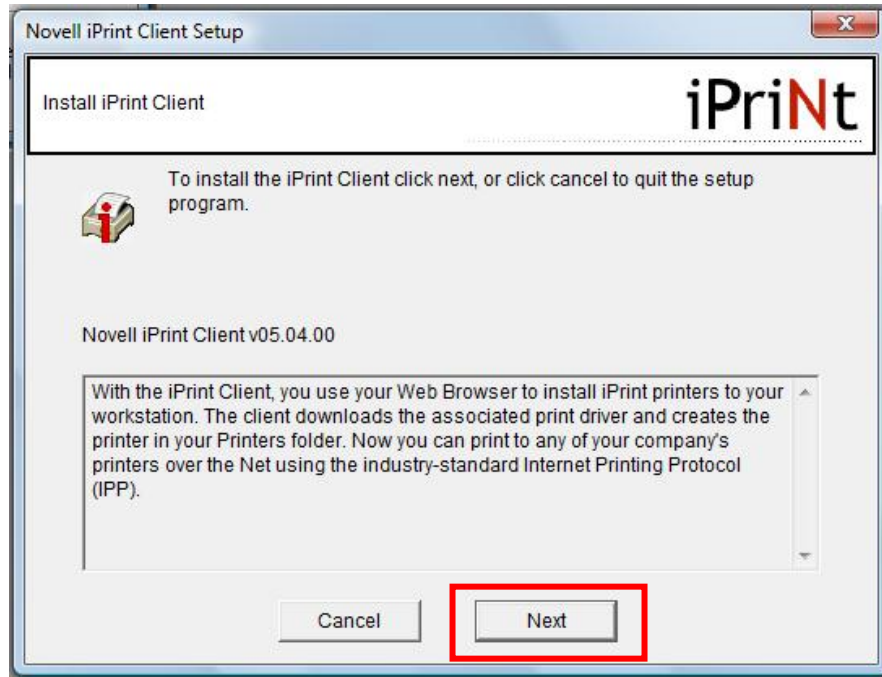 Novell iPrint Client Setup
Install iPrint Client
iPriNt
To install the iPrint Client click next, or click cancel to quit the setup
program.
Novell iPrint Client v05.04.00
With the iPrint Client, you use your Web Browser to install iPrint printers to your
workstation. The client downloads the associated print driver and creates the
printer in your Printers folder. Now you can print to any of your company's
printers over the Net using the industry-standard Internet Printing Protocol
(IPP).
Cancel
Next